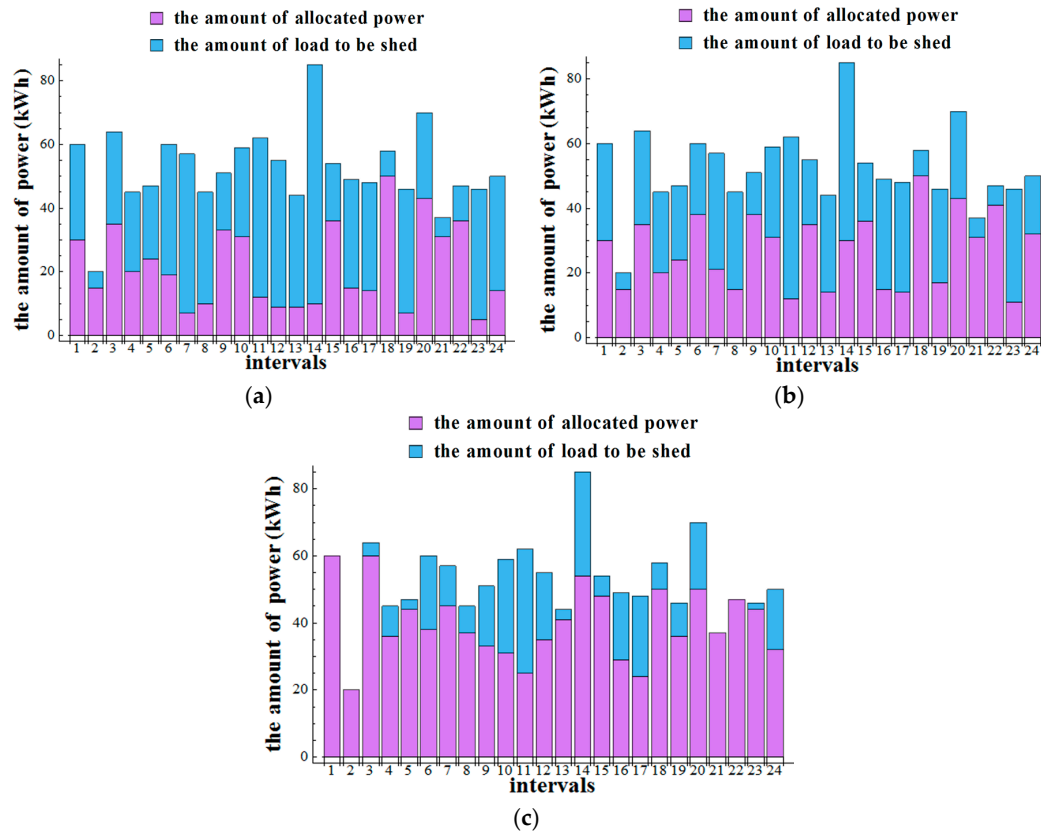 the amount of allocated power
the amount of load to be shed
the amount of power (kWh)
80
60
40
20
0
1 2 3 4 5 6 7 8 9 10 11 12 13 14 15 16 17 18 19 20 21 22 23 24
intervals
(a)
the amount of allocated power
the amount of load to be shed
the amount of power (kWh)
80
60
40
20
0
1 2 3 4 5 6 7 8 9 10 11 12 13 14 15 16 17 18 19 20 21 22 23 24
intervals
(b)
the amount of allocated power
the amount of load to be shed
the amount of power (kWh)
80
60
40
20
0
1 2 3 4 5 6 7 8 9 10 11 12 13 14 15 16 17 18 19 20 21 22 23 24
intervals
(c)